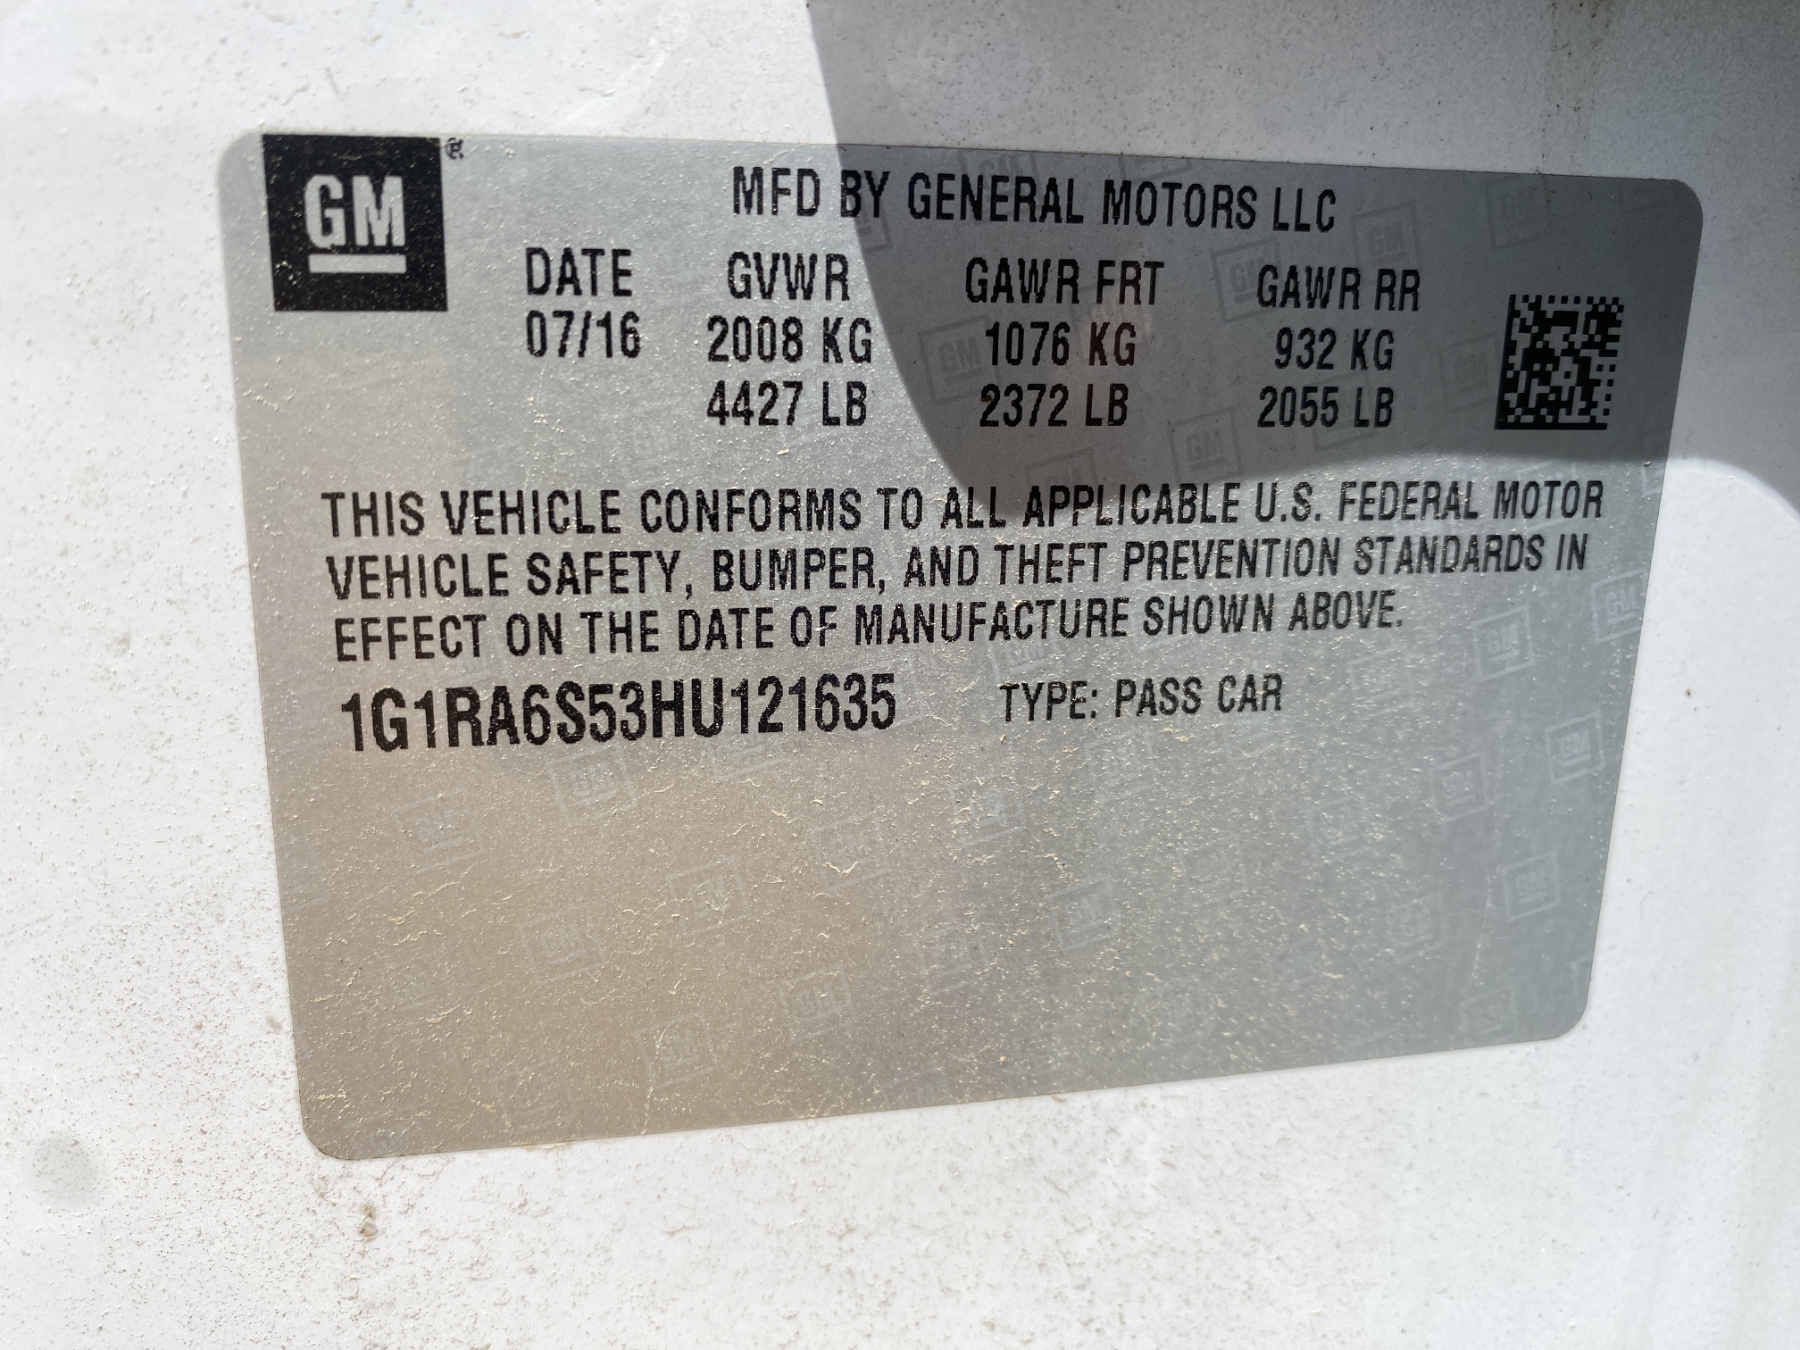 GM®
MFD BY GENERAL MOTORS LLC
DATE GVWR GAWR FRT GAWR RR
07/16 2008 KG 1076 KG 932 KG
4427 LB 2372 LB 2055 LB
THIS VEHICLE CONFORMS TO ALL APPLICABLE U.S. FEDERAL MOTOR
VEHICLE SAFETY, BUMPER, AND THEFT PREVENTION STANDARDS IN
EFFECT ON THE DATE OF MANUFACTURE SHOWN ABOVE.
1G1RA6S53HU121635 TYPE: PASS CAR